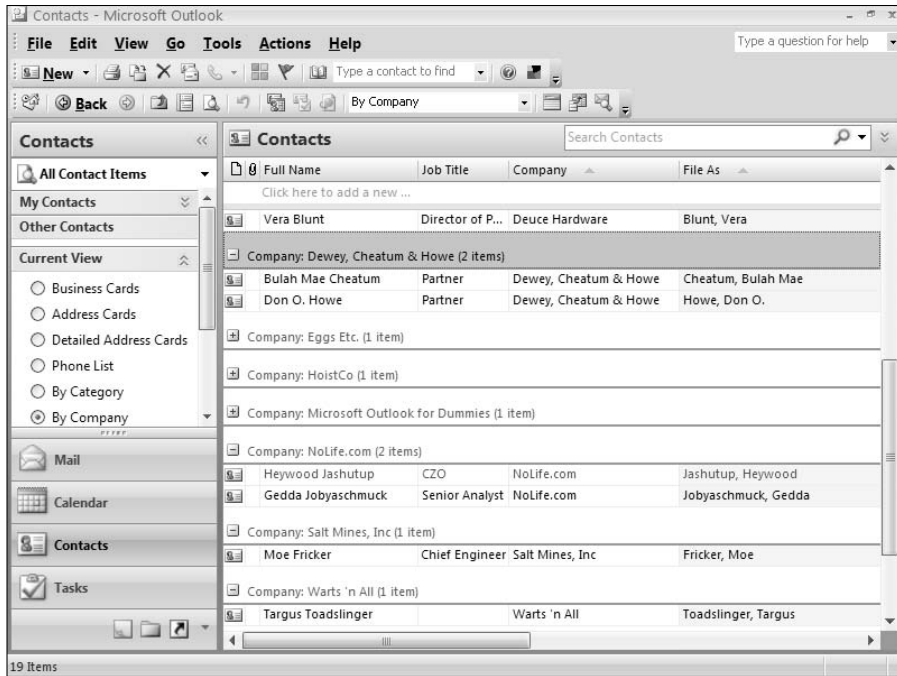 Contacts - Microsoft Outlook
File Edit View Go Tools Actions Help
Type a question for help
New
Type a contact to find
Back
By Company
Contacts
All Contact Items
My Contacts
Other Contacts
Current View
Business Cards
Address Cards
Detailed Address Cards
Phone List
By Category
By Company
Mail
Calendar
Contacts
Tasks
Contacts
Search Contacts
Full Name Job Title Company File As
Click here to add a new ...
Vera Blunt Director of P... Deuce Hardware Blunt, Vera
Company: Dewey, Cheatum & Howe (2 items)
Bulah Mae Cheatum Partner Dewey, Cheatum & Howe Cheatum, Bulah Mae
Don O. Howe Partner Dewey, Cheatum & Howe Howe, Don O.
Company: Eggs Etc. (1 item)
Company: HoistCo (1 item)
Company: Microsoft Outlook for Dummies (1 item)
Company: NoLife.com (2 items)
Heywood Jashutup CZO NoLife.com Jashutup, Heywood
Gedda Jobyaschmuck Senior Analyst NoLife.com Jobyaschmuck, Gedda
Company: Salt Mines, Inc (1 item)
Moe Fricker Chief Engineer Salt Mines, Inc Fricker, Moe
Company: Warts 'n All (1 item)
Targus Toadslinger Warts 'n All Toadslinger, Targus
19 Items